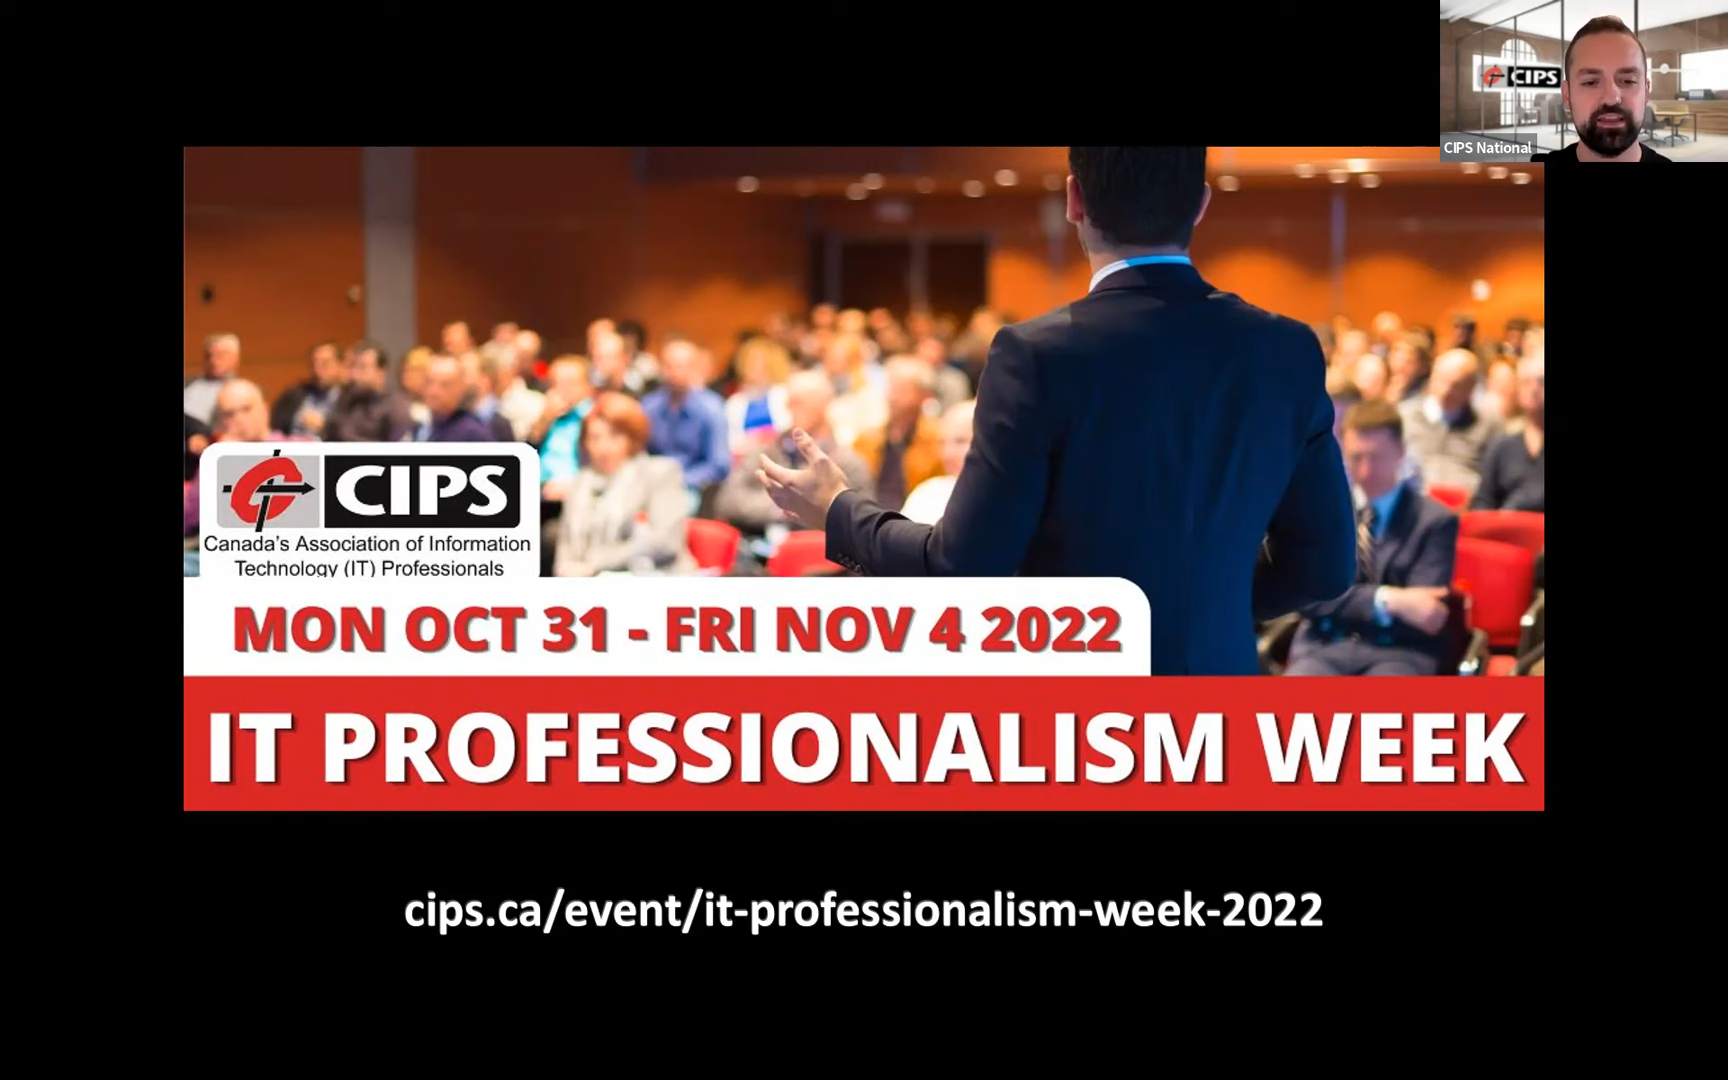 CIPS
CIPS National
CIPS
Canada's Association of Information
Technology (IT) Professionals
MON OCT 31 - FRI NOV 4 2022
IT PROFESSIONALISM WEEK
cips.ca/event/it-professionalism-week-2022